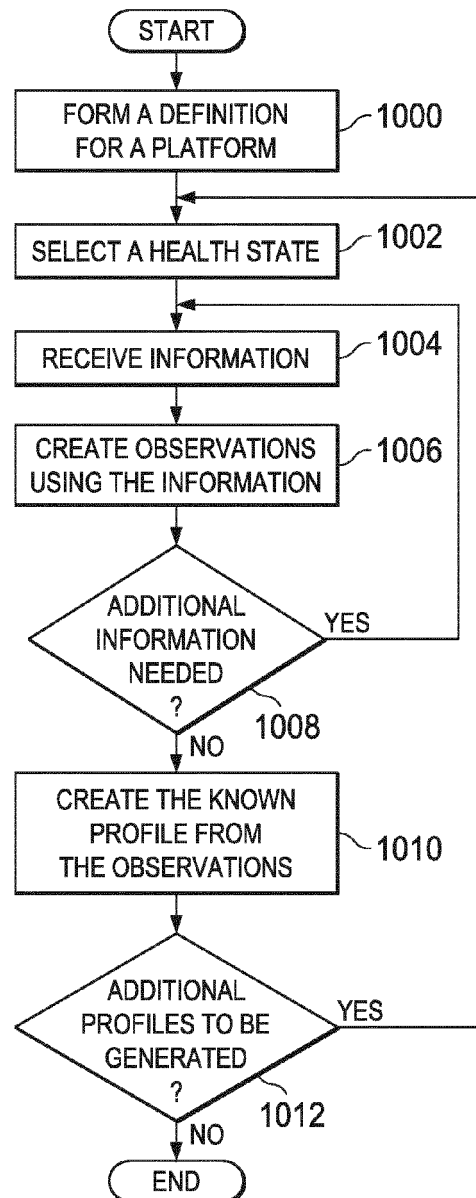 START
FORM A DEFINITION
FOR A PLATFORM
1000
SELECT A HEALTH STATE
1002
RECEIVE INFORMATION
1004
CREATE OBSERVATIONS
USING THE INFORMATION
1006
ADDITIONAL
INFORMATION
NEEDED
?
YES
1008
NO
CREATE THE KNOWN
PROFILE FROM
THE OBSERVATIONS
1010
ADDITIONAL
PROFILES TO BE
GENERATED
?
YES
1012
NO
END